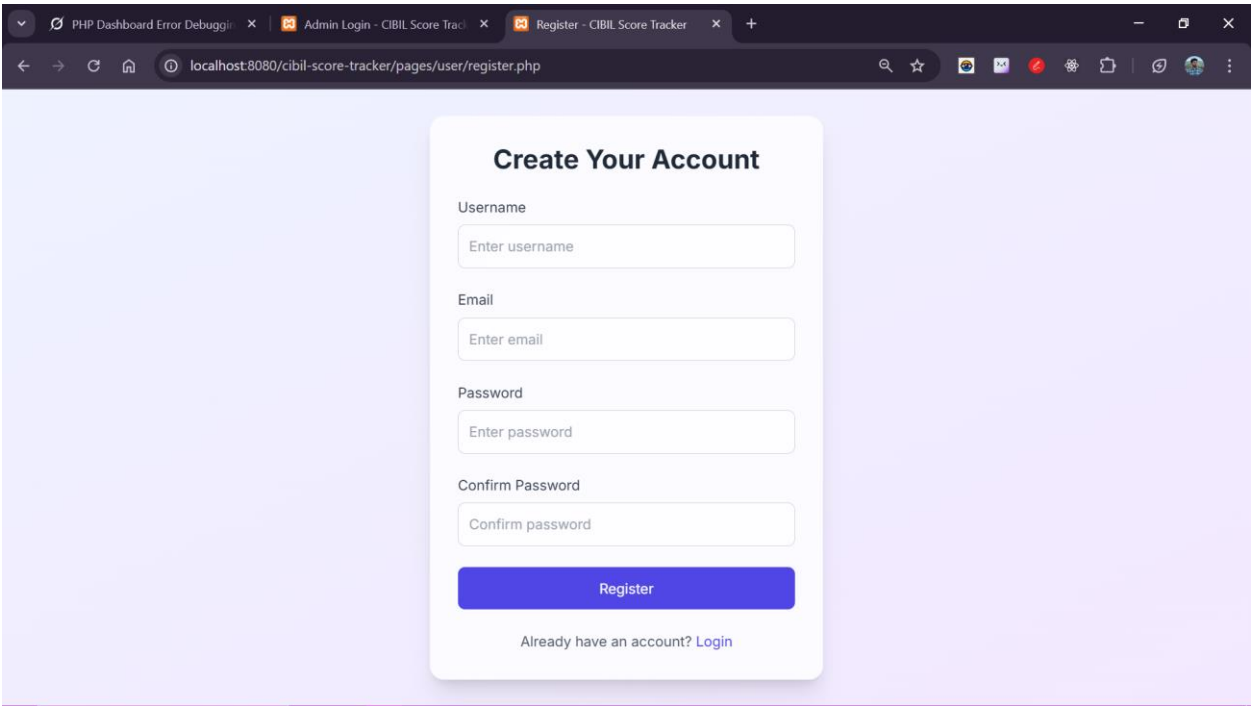 PHP Dashboard Error Debuggin
Admin Login - CIBIL Score Trac
Register - CIBIL Score Tracker
localhost:8080/cibil-score-tracker/pages/user/register.php
Create Your Account
Username
Enter username
Email
Enter email
Password
Enter password
Confirm Password
Confirm password
Register
Already have an account? Login